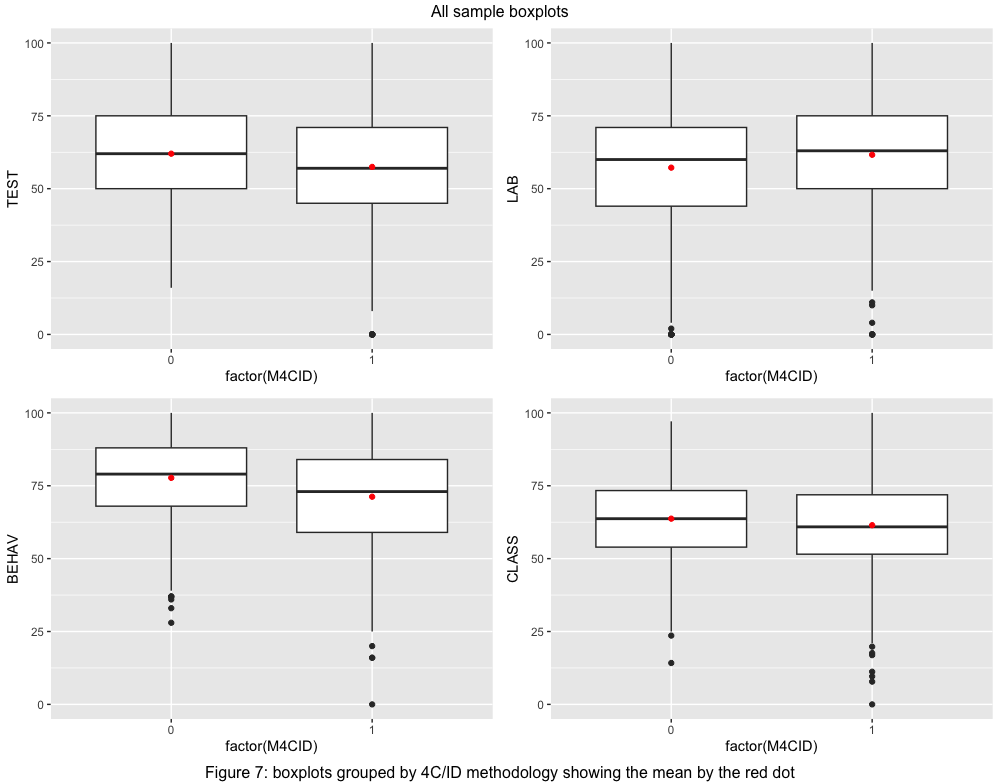 All sample boxplots
100
75
50
25
0
TEST
0 1
factor(M4CID)
100
75
50
25
0
LAB
0 1
factor(M4CID)
100
75
50
25
0
BEHAV
0 1
factor(M4CID)
100
75
50
25
0
CLASS
0 1
factor(M4CID)
Figure 7: boxplots grouped by 4C/ID methodology showing the mean by the red dot